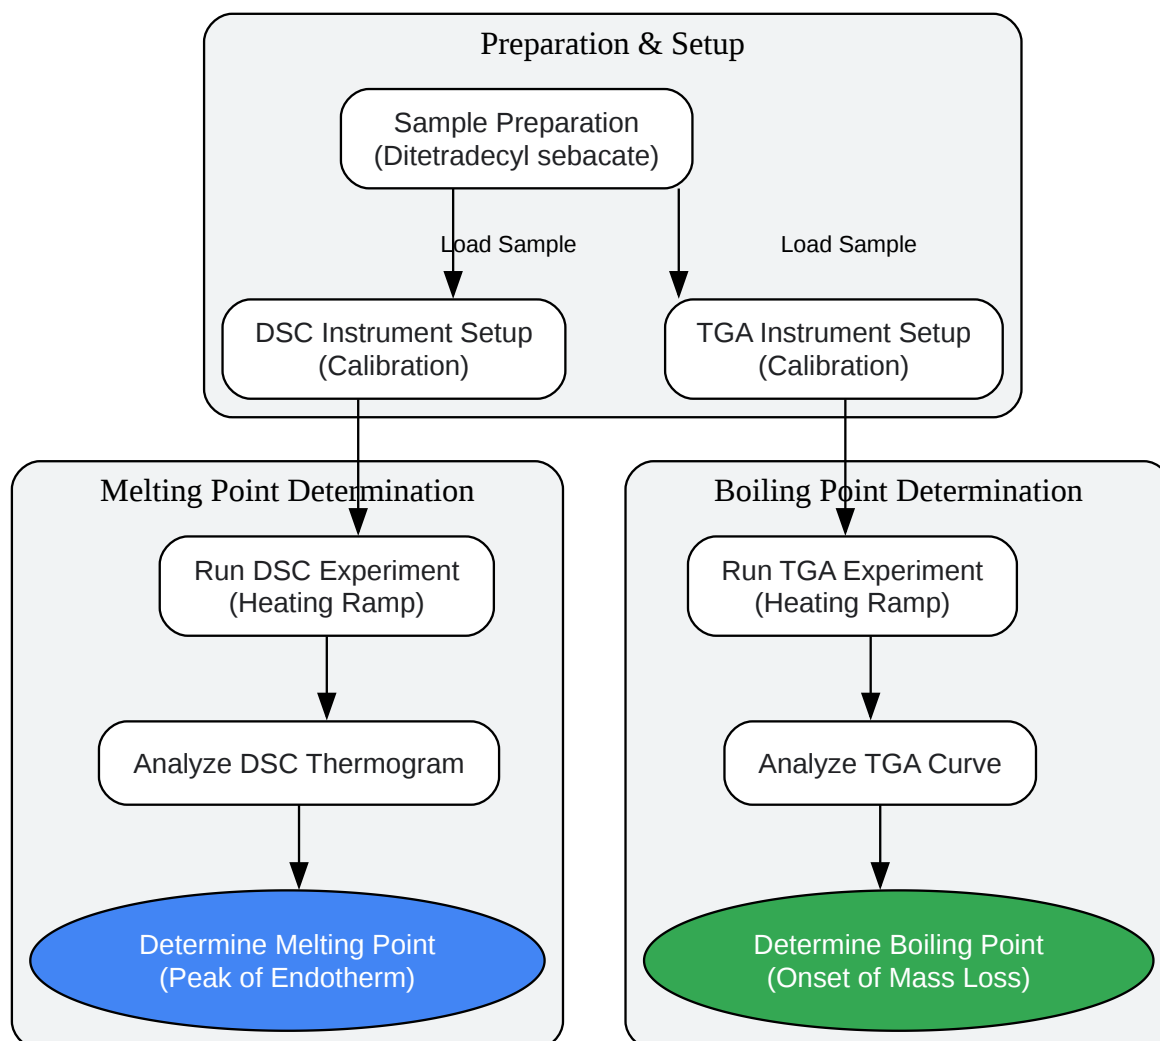 Preparation & Setup
Sample Preparation
(Ditetradecyl sebacate)
Load Sample
Load Sample
DSC Instrument Setup
(Calibration)
TGA Instrument Setup
(Calibration)
Melting Point Determination
Run DSC Experiment
(Heating Ramp)
Analyze DSC Thermogram
Determine Melting Point
(Peak of Endotherm)
Boiling Point Determination
Run TGA Experiment
(Heating Ramp)
Analyze TGA Curve
Determine Boiling Point
(Onset of Mass Loss)